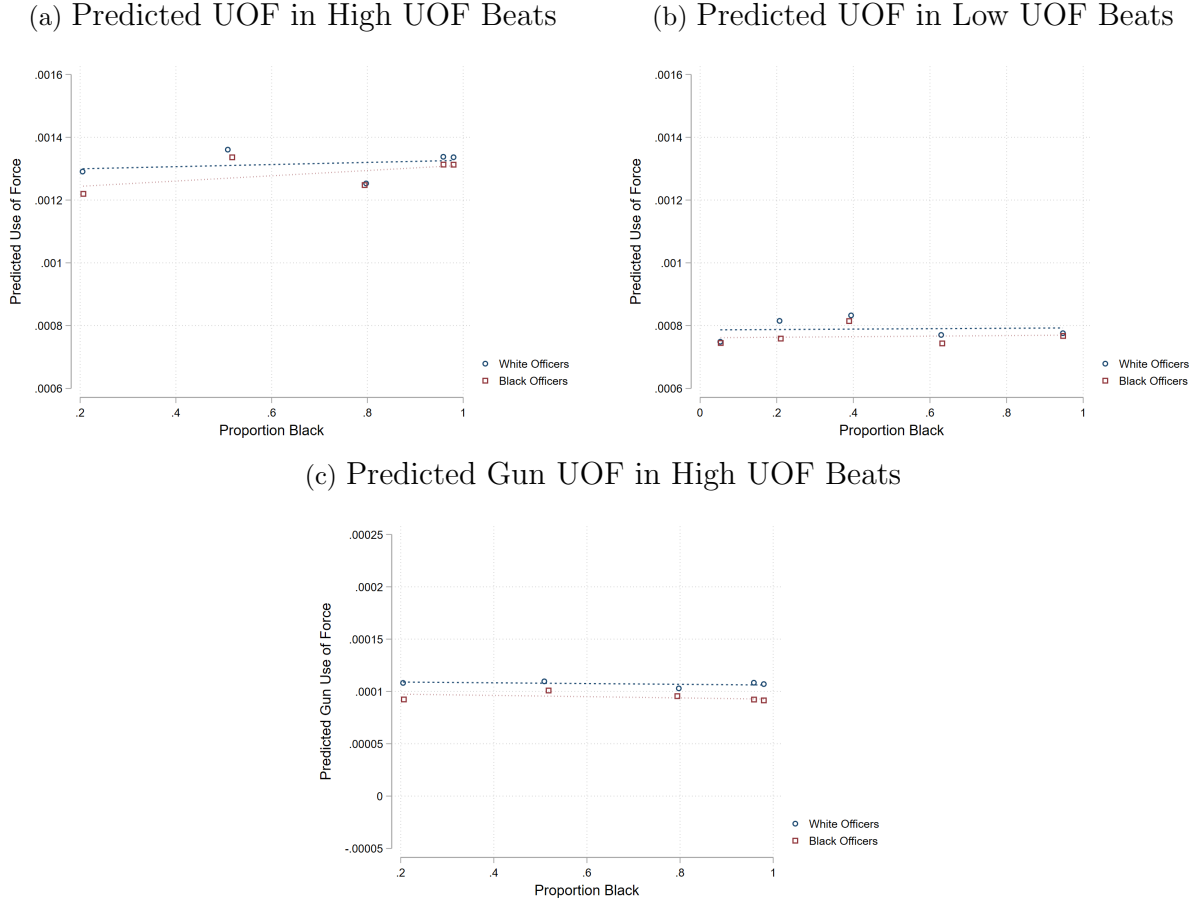 (a) Predicted UOF in High UOF Beats
.0016
.0014
.0012
.001
.0008
.0006
Predicted Use of Force
.2
.4
.6
.8
1
Proportion Black
White Officers
Black Officers
(b) Predicted UOF in Low UOF Beats
.0016
.0014
.0012
.001
.0008
.0006
Predicted Use of Force
0
.2
.4
.6
.8
1
Proportion Black
White Officers
Black Officers
(c) Predicted Gun UOF in High UOF Beats
.00025
.0002
.00015
.0001
.00005
0
-.00005
Predicted Gun Use of Force
.2
.4
.6
.8
1
Proportion Black
White Officers
Black Officers